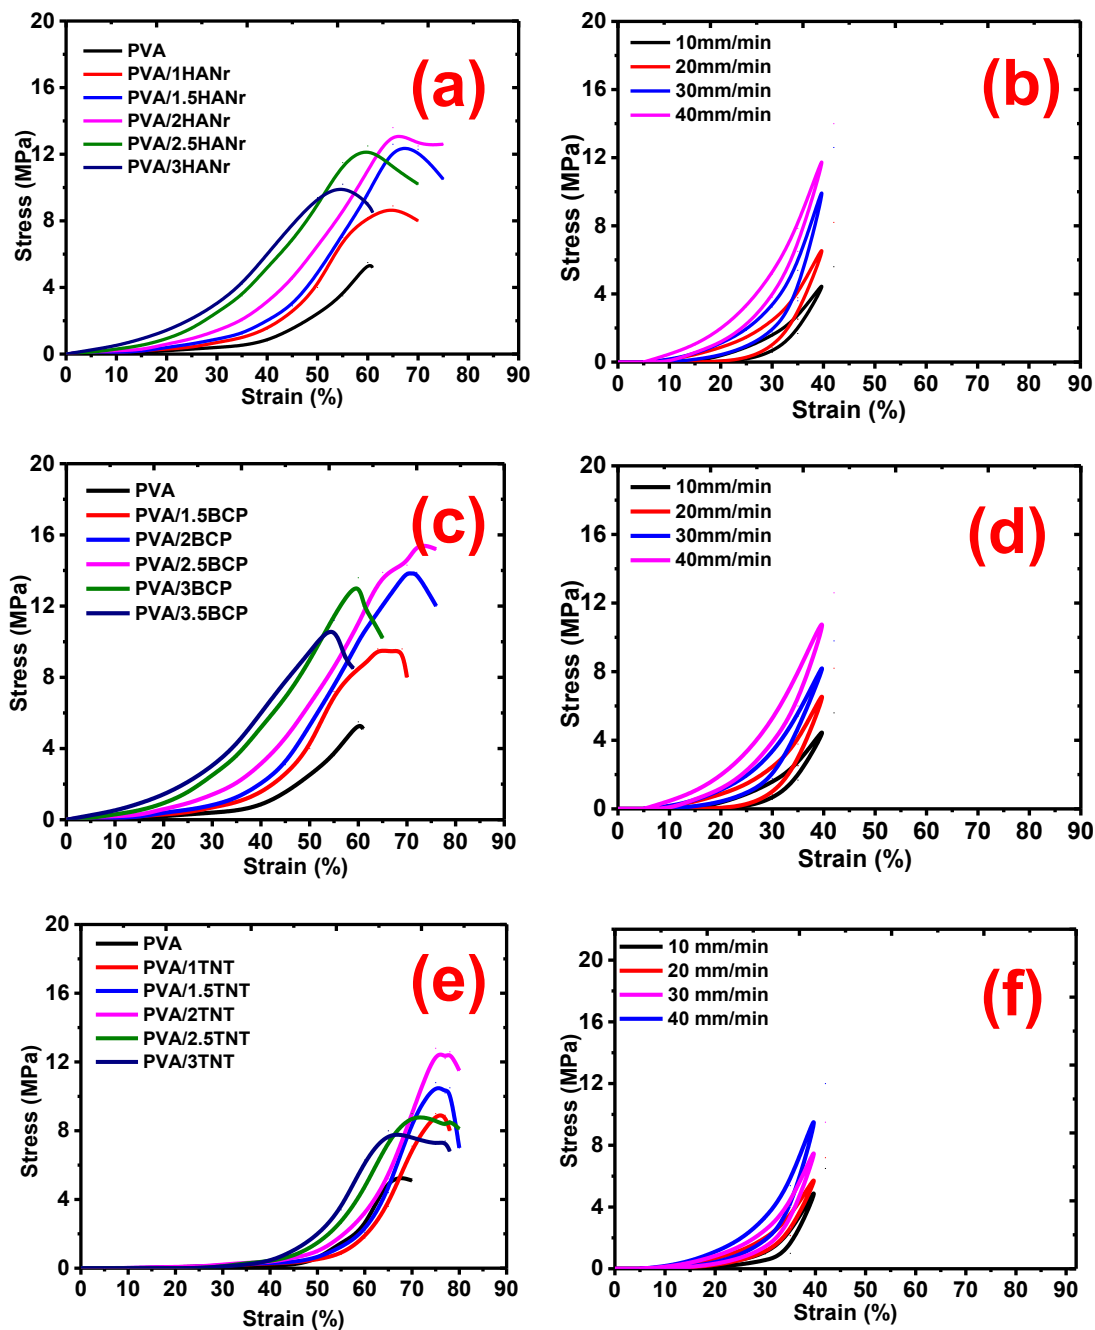 20
16
12
8
4
0
Stress (MPa)
PVA
PVA/1HANr
PVA/1.5HANr
PVA/2HANr
PVA/2.5HANr
PVA/3HANr
(a)
0 10 20 30 40 50 60 70 80 90
Strain (%)
20
16
12
8
4
0
Stress (MPa)
10mm/min
20mm/min
30mm/min
40mm/min
(b)
0 10 20 30 40 50 60 70 80 90
Strain (%)
20
16
12
8
4
0
Stress (MPa)
PVA
PVA/1.5BCP
PVA/2BCP
PVA/2.5BCP
PVA/3BCP
PVA/3.5BCP
(c)
0 10 20 30 40 50 60 70 80 90
Strain (%)
20
16
12
8
4
0
Stress (MPa)
10mm/min
20mm/min
30mm/min
40mm/min
(d)
0 10 20 30 40 50 60 70 80 90
Strain (%)
20
16
12
8
4
0
Stress (MPa)
PVA
PVA/1TNT
PVA/1.5TNT
PVA/2TNT
PVA/2.5TNT
PVA/3TNT
(e)
0 10 20 30 40 50 60 70 80 90
Strain (%)
20
16
12
8
4
0
Stress (MPa)
10 mm/min
20 mm/min
30 mm/min
40 mm/min
(f)
0 10 20 30 40 50 60 70 80 90
Strain (%)